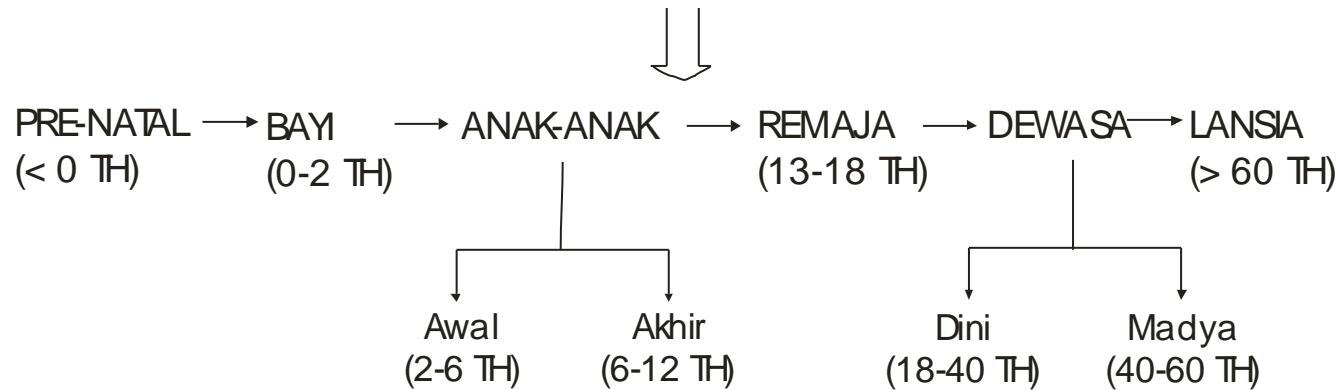 PRE-NATAL BAYI ANAK-ANAK REMAJA DEWASA LANSIA
(< 0 TH) (0-2 TH) (13-18 TH) (> 60 TH)
Awal Akhir Dini Madya
(2-6 TH) (6-12 TH) (18-40 TH) (40-60 TH)